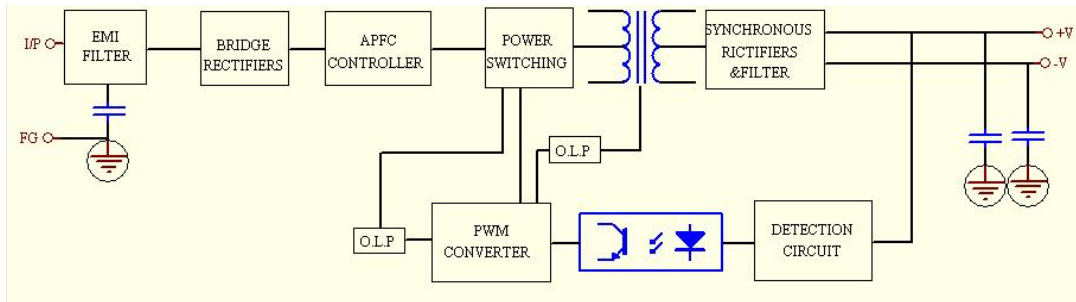 I/P
EMI
FILTER
BRIDGE
RECTIFIERS
APFC
CONTROLLER
POWER
SWITCHING
SYNCHRONOUS
RICTIFIERS
&FILTER
+V
-V
FG
O.L.P
O.L.P
PWM
CONVERTER
DETECTION
CIRCUIT